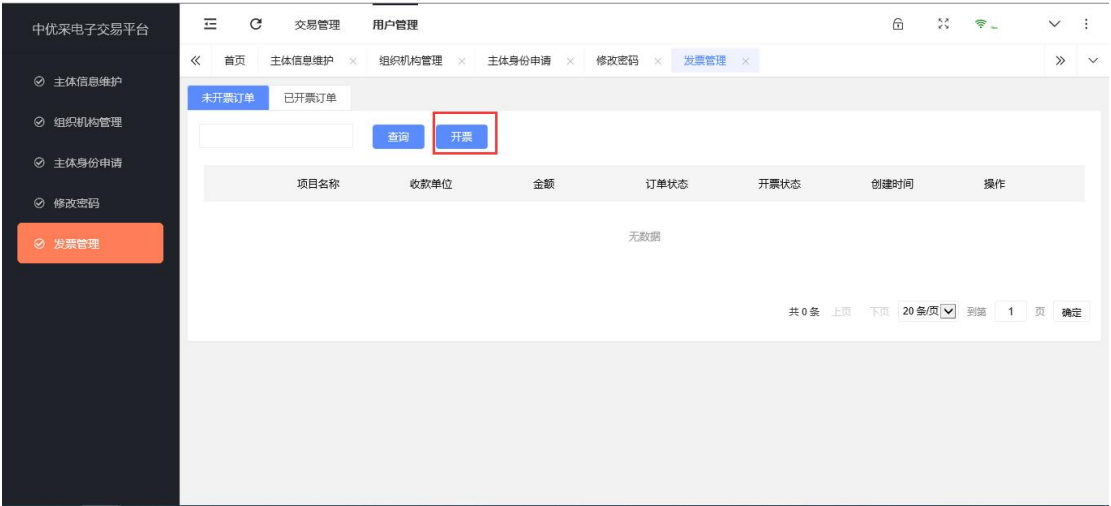 中优采电子交易平台
交易管理 用户管理
首页 主体信息维护 组织机构管理 主体身份申请 修改密码 发票管理
主体信息维护
组织机构管理
主体身份申请
修改密码
发票管理
未开票订单 已开票订单
查询 开票
项目名称 收款单位 金额 订单状态 开票状态 创建时间 操作
无数据
共 0 条 上页 下页 20 条/页 到第 1 页 确定